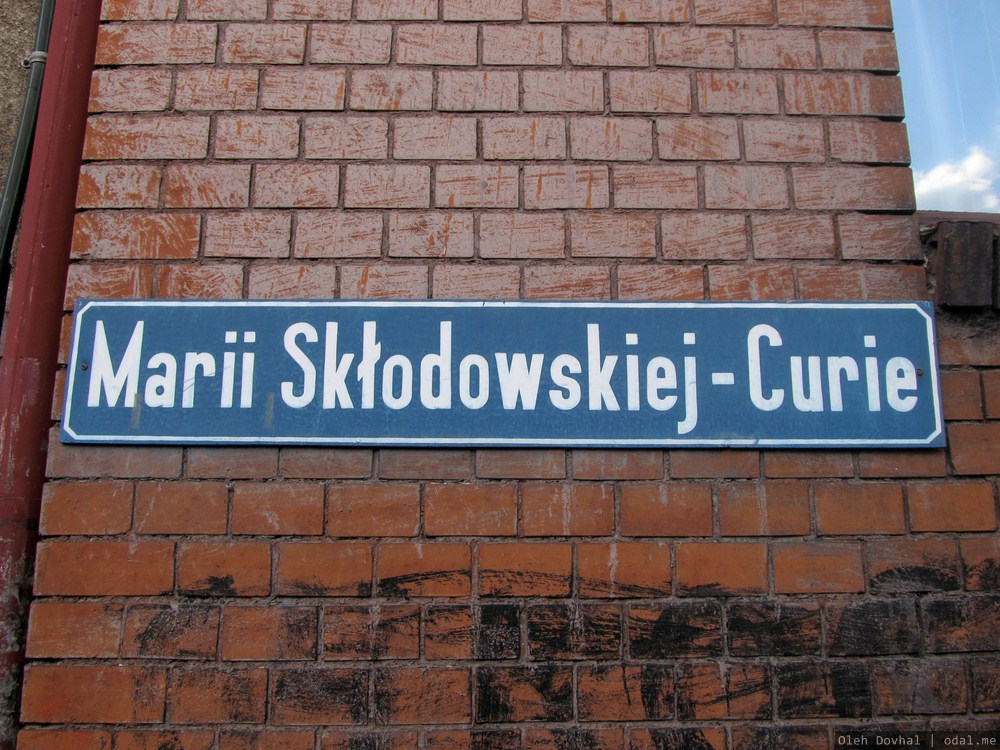 Marii Skłodowskiej-Curie
Oleh Dovhal | odal.me